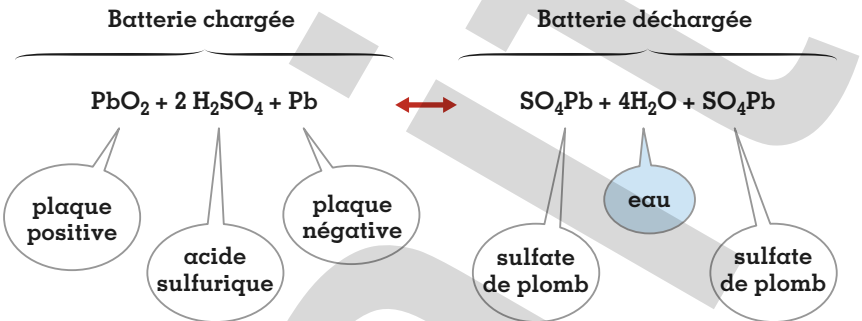 Batterie chargée
Batterie déchargée
PbO₂ + 2 H₂SO₄ + Pb
SO₄Pb + 4H₂O + SO₄Pb
plaque
positive
acide
sulfurique
plaque
négative
sulfate
de plomb
eau
sulfate
de plomb